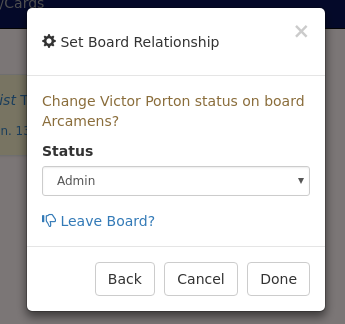 /Cards
×
Set Board Relationship
ist T
n. 13
Change Victor Porton status on board
Arcamens?
Status
Admin
Leave Board?
Back Cancel Done